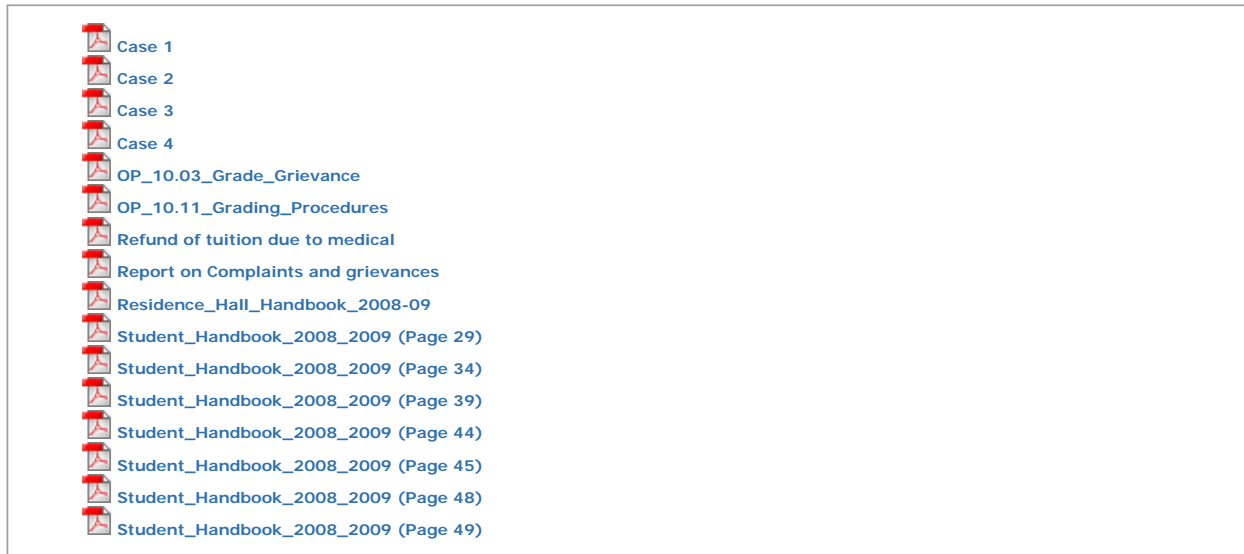 Case 1
Case 2
Case 3
Case 4
OP_10.03_Grade_Grievance
OP_10.11_Grading_Procedures
Refund of tuition due to medical
Report on Complaints and grievances
Residence_Hall_Handbook_2008-09
Student_Handbook_2008_2009 (Page 29)
Student_Handbook_2008_2009 (Page 34)
Student_Handbook_2008_2009 (Page 39)
Student_Handbook_2008_2009 (Page 44)
Student_Handbook_2008_2009 (Page 45)
Student_Handbook_2008_2009 (Page 48)
Student_Handbook_2008_2009 (Page 49)